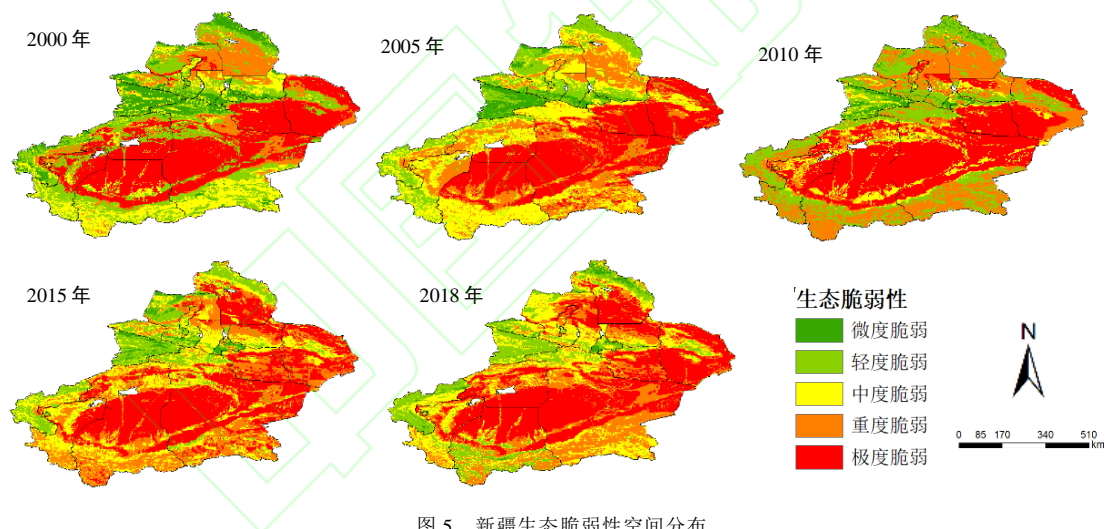 2000 年
2005 年
2010 年
2015 年
2018 年
生态脆弱性
微度脆弱
轻度脆弱
中度脆弱
重度脆弱
极度脆弱
N
0 85 170 340 510
km
图 5 新疆生态脆弱性空间分布